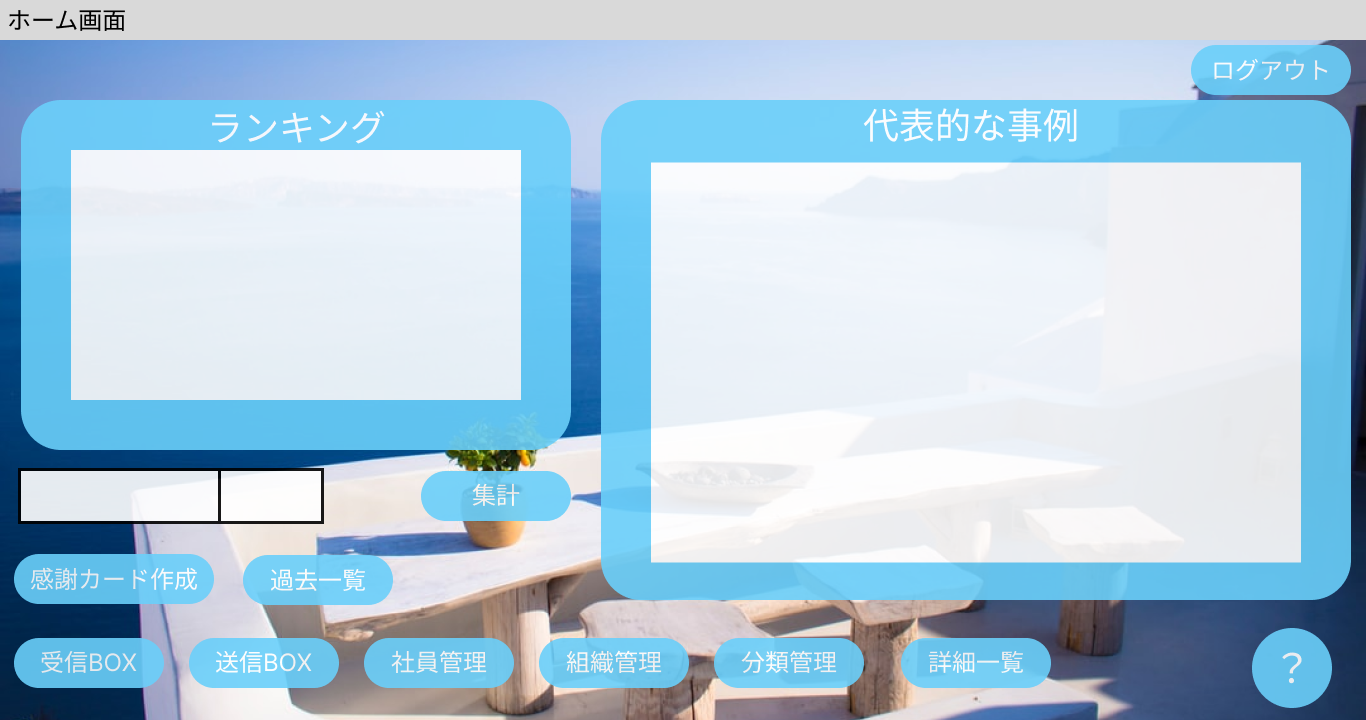 ホーム画面
ログアウト
ランキング
代表的な事例
集計
感謝カード作成
過去一覧
受信BOX
送信BOX
社員管理
組織管理
分類管理
詳細一覧
？